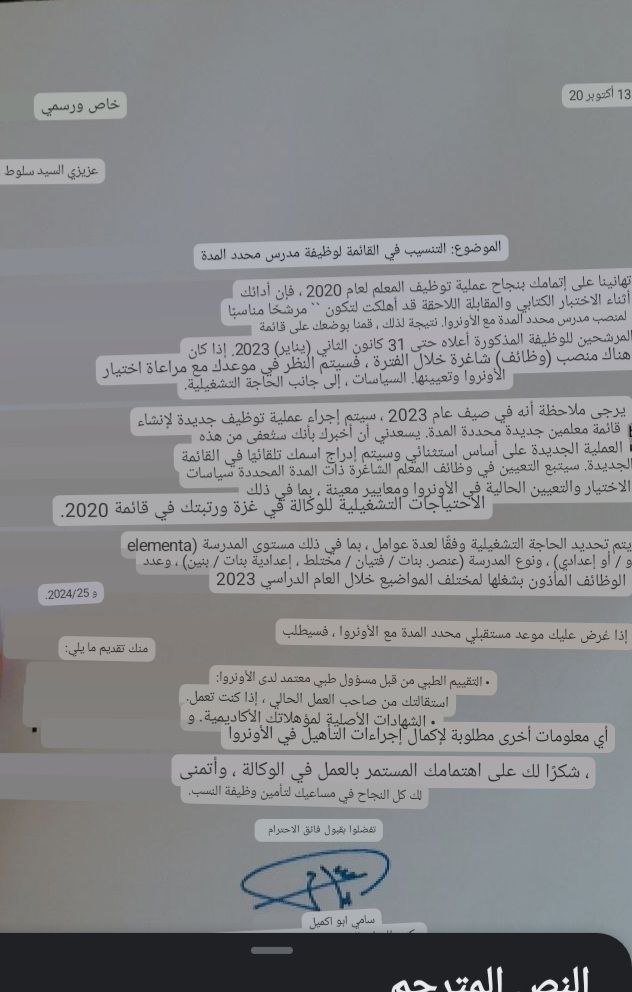 13 أكتوبر 20
خاص ورسمي
عزيزي السيد سلوط
الموضوع: التنسيب في القائمة لوظيفة مدرس محدد المدة
تهانينا على إتمامك بنجاح عملية توظيف المعلم لعام 2020 ، فإن أدائك
أثناء الاختبار الكتابي والمقابلة اللاحقة قد أهلكت لتكون `` مرشحًا مناسبًا
لمنصب مدرس محدد المدة مع الأونروا. نتيجة لذلك ، قمنا بوضعك على قائمة
المرشحين للوظيفة المذكورة أعلاه حتى 31 كانون الثاني (يناير) 2023. إذا كان
هناك منصب (وظائف) شاغرة خلال الفترة ، فسيتم النظر في موعدك مع مراعاة اختيار
الأونروا وتعيينها. السياسات ، إلى جانب الحاجة التشغيلية.
يرجى ملاحظة أنه في صيف عام 2023 ، سيتم إجراء عملية توظيف جديدة لإنشاء
قائمة معلمين جديدة محددة المدة. يسعدني أن أخبرك بأنك ستُعفى من هذه
العملية الجديدة على أساس استثنائي وسيتم إدراج اسمك تلقائيًا في القائمة
الجديدة. سيتبع التعيين في وظائف المعلم الشاغرة ذات المدة المحددة سياسات
الاختيار والتعيين الحالية في الأونروا ومعايير معينة ، بما في ذلك
الاحتياجات التشغيلية للوكالة في غزة ورتبتك في قائمة 2020.
يتم تحديد الحاجة التشغيلية وفقًا لعدة عوامل ، بما في ذلك مستوى المدرسة (elementa
و / أو إعدادي) ، ونوع المدرسة (عنصر. بنات / فتيان / مختلط ، إعدادية بنات / بنين) ، وعدد
الوظائف المأذون بشغلها لمختلف المواضيع خلال العام الدراسي 2023
و 2024/25.
إذا عُرض عليك موعد مستقبلي محدد المدة مع الأونروا ، فسيطلب
منك تقديم ما يلي:
• التقييم الطبي من قبل مسؤول طبي معتمد لدى الأونروا:
استقالتك من صاحب العمل الحالي ، إذا كنت تعمل.
• الشهادات الأصلية لمؤهلاتك الأكاديمية. و
أي معلومات أخرى مطلوبة لإكمال إجراءات التأهيل في الأونروا
، شكرًا لك على اهتمامك المستمر بالعمل في الوكالة ، وأتمنى
لك كل النجاح في مساعيك لتأمين وظيفة النسب.
تفضلوا بقبول فائق الاحترام
سامي ابو اكميل
النص المترجم